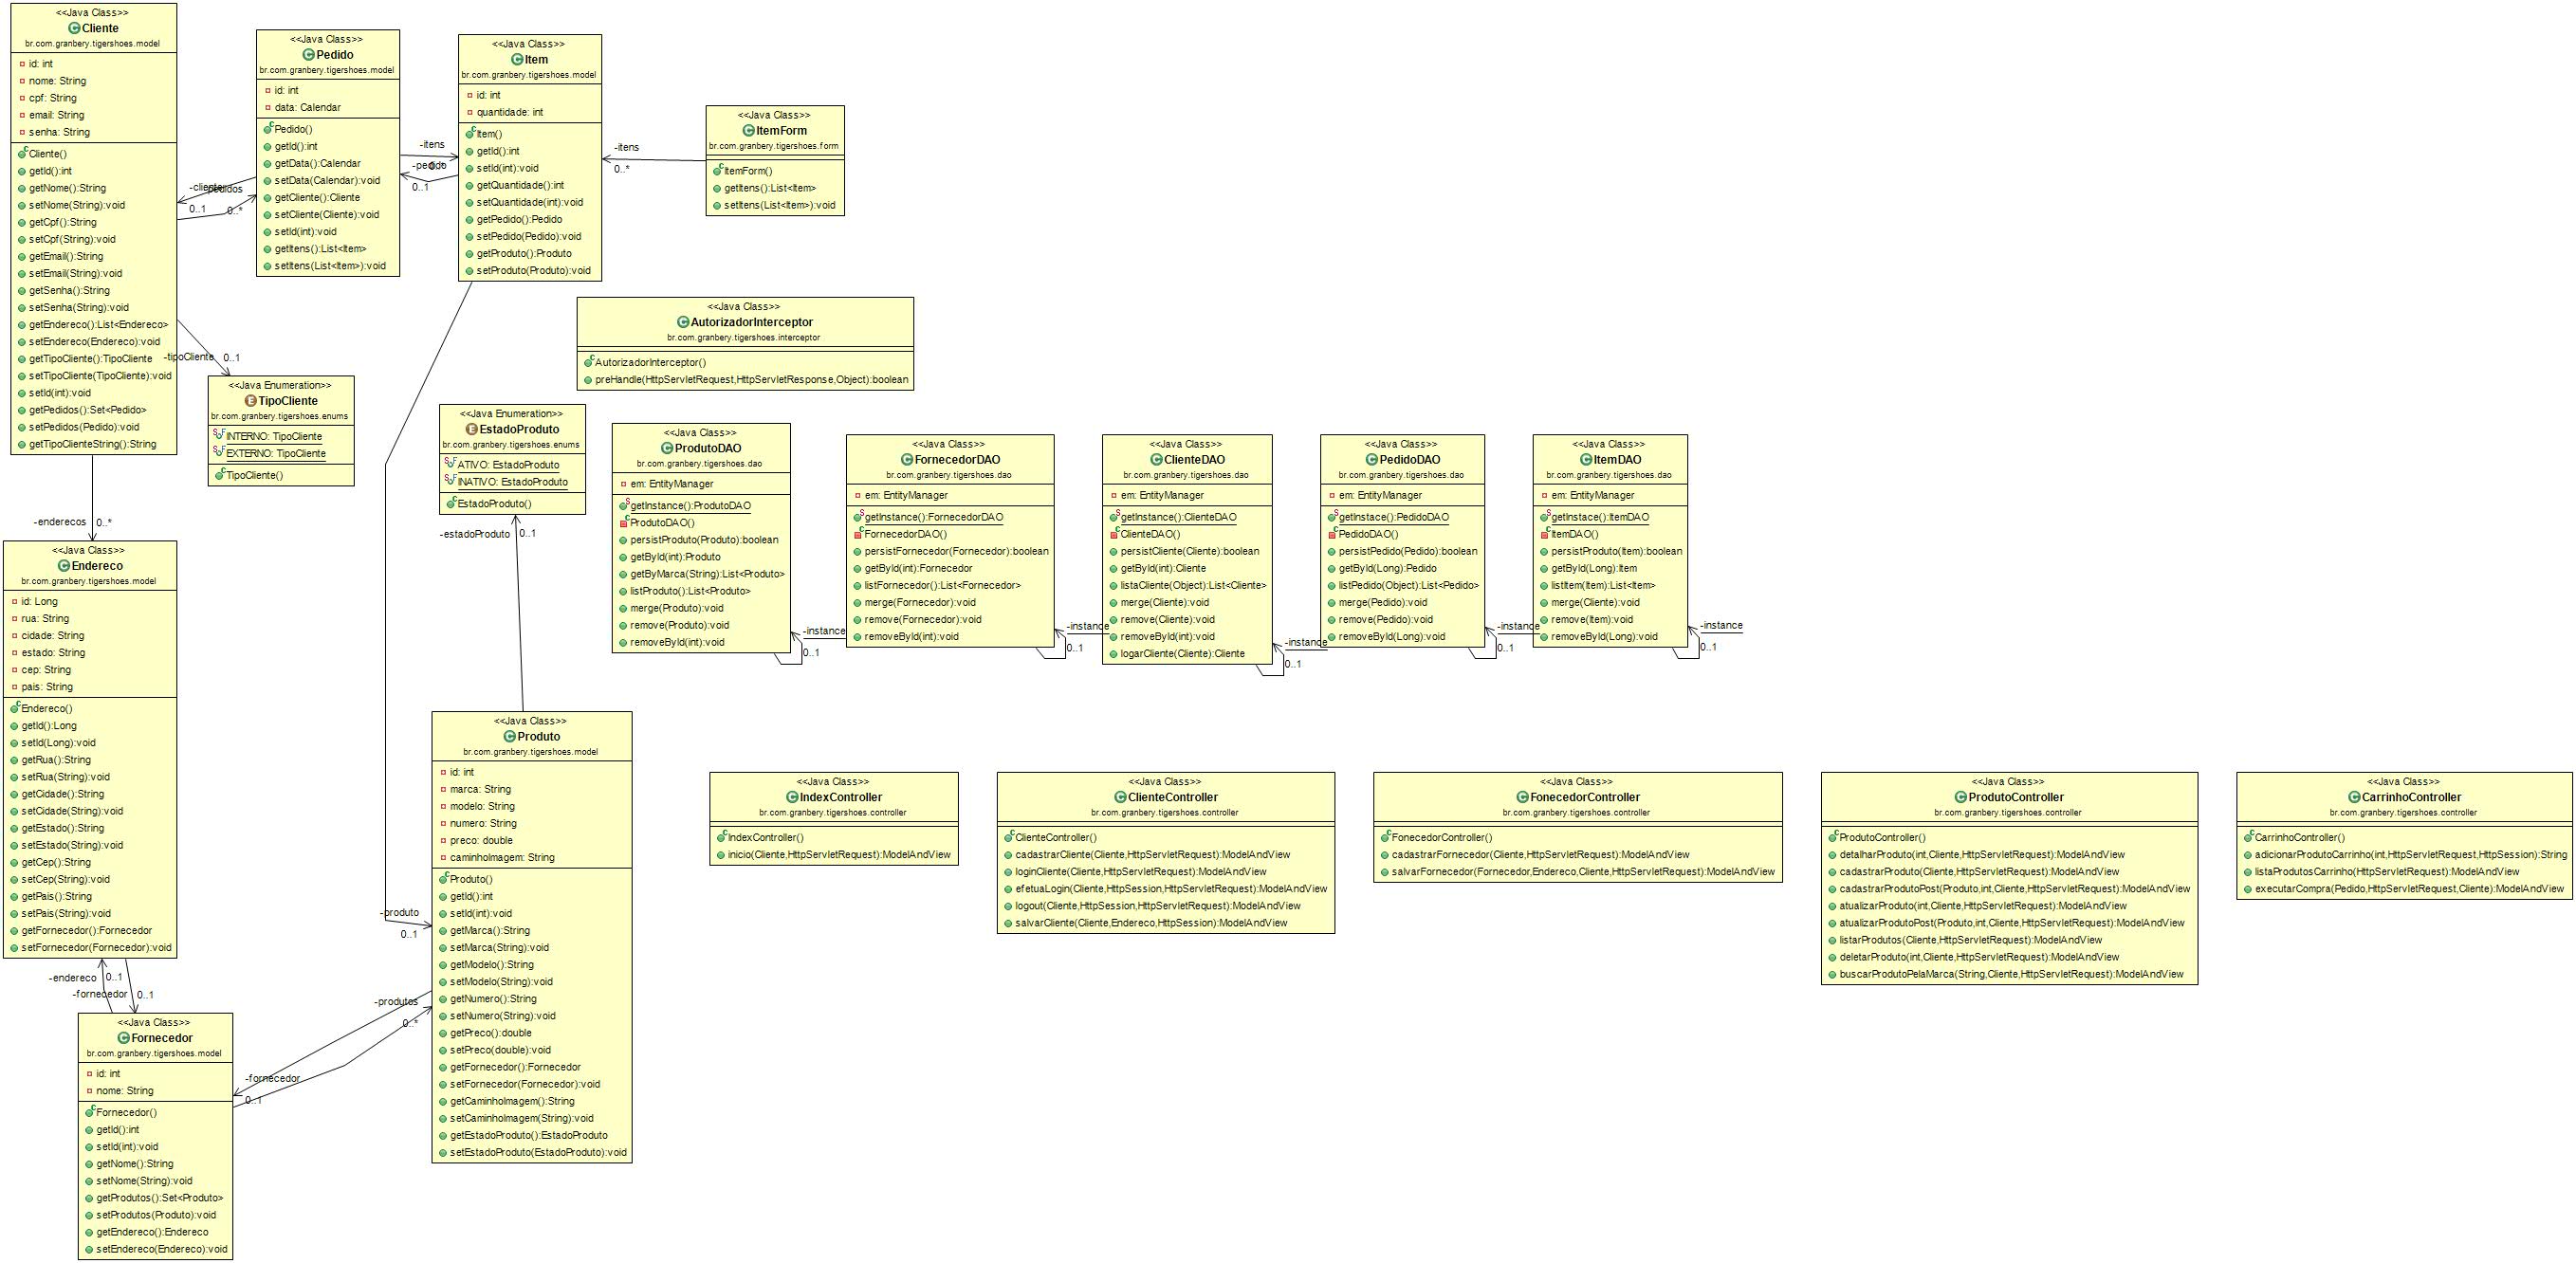 <<Java Class>>
Cliente
br.com.granbery.tigershoes.model
id: int
nome: String
cpf: String
email: String
senha: String
Cliente()
getId():int
getNome():String
setNome(String):void
getCpf():String
setCpf(String):void
getEmail():String
setEmail(String):void
getSenha():String
setSenha(String):void
getEndereco():List<Endereco>
setEndereco(Endereco):void
getTipoCliente():TipoCliente
setTipoCliente(TipoCliente):void
setId(int):void
getPedidos():Set<Pedido>
setPedidos(Pedido):void
getTipoClienteString():String
<<Java Class>>
Pedido
br.com.granbery.tigershoes.model
id: int
data: Calendar
Pedido()
getId():int
getData():Calendar
setData(Calendar):void
getCliente():Cliente
setCliente(Cliente):void
setId(int):void
getItens():List<Item>
setItens(List<Item>):void
-cliente
0..1
-pedidos
0..*
<<Java Class>>
Item
br.com.granbery.tigershoes.model
id: int
quantidade: int
Item()
getId():int
setId(int):void
getQuantidade():int
setQuantidade(int):void
getPedido():Pedido
setPedido(Pedido):void
getProduto():Produto
setProduto(Produto):void
-itens
0..*
-pedido
0..1
<<Java Class>>
ItemForm
br.com.granbery.tigershoes.form
ItemForm()
getItens():List<Item>
setItens(List<Item>):void
-itens
0..*
<<Java Class>>
AutorizadorInterceptor
br.com.granbery.tigershoes.interceptor
AutorizadorInterceptor()
preHandle(HttpServletRequest,HttpServletResponse,Object):boolean
-tipoCliente
0..1
<<Java Enumeration>>
TipoCliente
br.com.granbery.tigershoes.enums
INTERNO: TipoCliente
EXTERNO: TipoCliente
TipoCliente()
<<Java Enumeration>>
EstadoProduto
br.com.granbery.tigershoes.enums
ATIVO: EstadoProduto
INATIVO: EstadoProduto
EstadoProduto()
-estadoProduto
0..1
<<Java Class>>
ProdutoDAO
br.com.granbery.tigershoes.dao
em: EntityManager
getInstance():ProdutoDAO
ProdutoDAO()
persistProduto(Produto):boolean
getById(int):Produto
getByMarca(String):List<Produto>
listProduto():List<Produto>
merge(Produto):void
remove(Produto):void
removeById(int):void
-instance
0..1
<<Java Class>>
FornecedorDAO
br.com.granbery.tigershoes.dao
em: EntityManager
getInstance():FornecedorDAO
FornecedorDAO()
persistFornecedor(Fornecedor):boolean
getById(int):Fornecedor
listFornecedor():List<Fornecedor>
merge(Fornecedor):void
remove(Fornecedor):void
removeById(int):void
-instance
0..1
<<Java Class>>
ClienteDAO
br.com.granbery.tigershoes.dao
em: EntityManager
getInstance():ClienteDAO
ClienteDAO()
persistCliente(Cliente):boolean
getById(int):Cliente
listaCliente(Object):List<Cliente>
merge(Cliente):void
remove(Cliente):void
removeById(int):void
logarCliente(Cliente):Cliente
-instance
0..1
<<Java Class>>
PedidoDAO
br.com.granbery.tigershoes.dao
em: EntityManager
getInstace():PedidoDAO
PedidoDAO()
persistPedido(Pedido):boolean
getById(Long):Pedido
listPedido(Object):List<Pedido>
merge(Pedido):void
remove(Pedido):void
removeById(Long):void
-instance
0..1
<<Java Class>>
ItemDAO
br.com.granbery.tigershoes.dao
em: EntityManager
getInstace():ItemDAO
ItemDAO()
persistProduto(Item):boolean
getById(Long):Item
listItem(Item):List<Item>
merge(Cliente):void
remove(Item):void
removeById(Long):void
-instance
0..1
-enderecos
0..*
<<Java Class>>
Endereco
br.com.granbery.tigershoes.model
id: Long
rua: String
cidade: String
estado: String
cep: String
pais: String
Endereco()
getId():Long
setId(Long):void
getRua():String
setRua(String):void
getCidade():String
setCidade(String):void
getEstado():String
setEstado(String):void
getCep():String
setCep(String):void
getPais():String
setPais(String):void
getFornecedor():Fornecedor
setFornecedor(Fornecedor):void
-endereco
0..1
-fornecedor
0..1
<<Java Class>>
Fornecedor
br.com.granbery.tigershoes.model
id: int
nome: String
Fornecedor()
getId():int
setId(int):void
getNome():String
setNome(String):void
getProdutos():Set<Produto>
setProdutos(Produto):void
getEndereco():Endereco
setEndereco(Endereco):void
-produto
0..1
-produtos
0..*
-fornecedor
0..1
<<Java Class>>
Produto
br.com.granbery.tigershoes.model
id: int
marca: String
modelo: String
numero: String
preco: double
caminhoImagem: String
Produto()
getId():int
setId(int):void
getMarca():String
setMarca(String):void
getModelo():String
setModelo(String):void
getNumero():String
setNumero(String):void
getPreco():double
setPreco(double):void
getFornecedor():Fornecedor
setFornecedor(Fornecedor):void
getCaminhoImagem():String
setCaminhoImagem(String):void
getEstadoProduto():EstadoProduto
setEstadoProduto(EstadoProduto):void
<<Java Class>>
IndexController
br.com.granbery.tigershoes.controller
IndexController()
inicio(Cliente,HttpServletRequest):ModelAndView
<<Java Class>>
ClienteController
br.com.granbery.tigershoes.controller
ClienteController()
cadastrarCliente(Cliente,HttpServletRequest):ModelAndView
loginCliente(Cliente,HttpServletRequest):ModelAndView
efetuaLogin(Cliente,HttpSession,HttpServletRequest):ModelAndView
logout(Cliente,HttpSession,HttpServletRequest):ModelAndView
salvarCliente(Cliente,Endereco,HttpSession):ModelAndView
<<Java Class>>
FonecedorController
br.com.granbery.tigershoes.controller
FonecedorController()
cadastrarFornecedor(Cliente,HttpServletRequest):ModelAndView
salvarFornecedor(Fornecedor,Endereco,Cliente,HttpServletRequest):ModelAndView
<<Java Class>>
ProdutoController
br.com.granbery.tigershoes.controller
ProdutoController()
detalharProduto(int,Cliente,HttpServletRequest):ModelAndView
cadastrarProduto(Cliente,HttpServletRequest):ModelAndView
cadastrarProdutoPost(Produto,int,Cliente,HttpServletRequest):ModelAndView
atualizarProduto(int,Cliente,HttpServletRequest):ModelAndView
atualizarProdutoPost(Produto,int,Cliente,HttpServletRequest):ModelAndView
listarProdutos(Cliente,HttpServletRequest):ModelAndView
deletarProduto(int,Cliente,HttpServletRequest):ModelAndView
buscarProdutoPelaMarca(String,Cliente,HttpServletRequest):ModelAndView
<<Java Class>>
CarrinhoController
br.com.granbery.tigershoes.controller
CarrinhoController()
adicionarProdutoCarrinho(int,HttpServletRequest,HttpSession):String
listaProdutosCarrinho(HttpServletRequest):ModelAndView
executarCompra(Pedido,HttpServletRequest,Cliente):ModelAndView